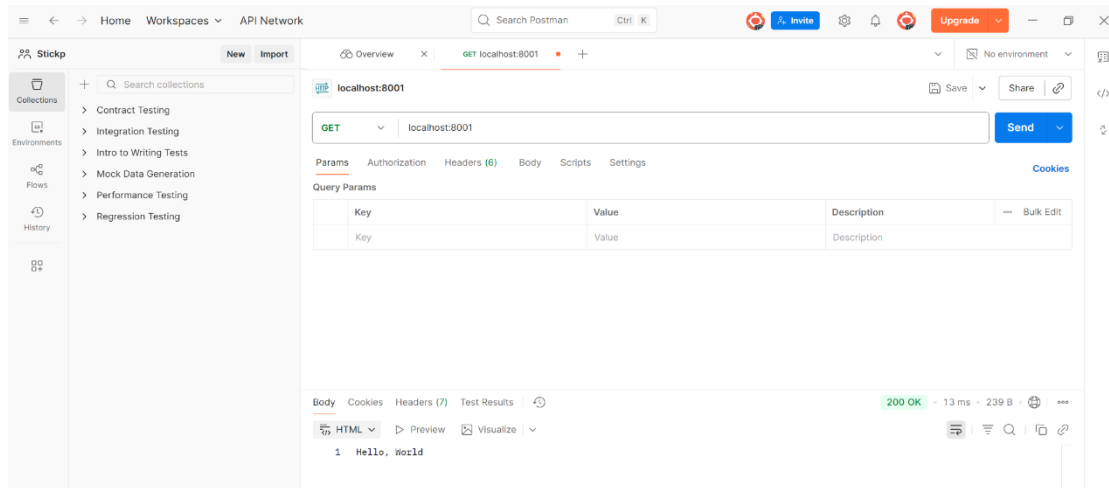 Home Workspaces API Network Search Postman Ctrl K Invite Upgrade
Stickp New Import Overview GET localhost:8001 No environment
Collections
Environments
Flows
History
Search collections
Contract Testing
Integration Testing
Intro to Writing Tests
Mock Data Generation
Performance Testing
Regression Testing
HTTP localhost:8001 Save Share
GET localhost:8001 Send
Params Authorization Headers (6) Body Scripts Settings Cookies
Query Params
Key Value Description Bulk Edit
Key Value Description
Body Cookies Headers (7) Test Results 200 OK • 13 ms • 239 B
HTML Preview Visualize
1 Hello, World